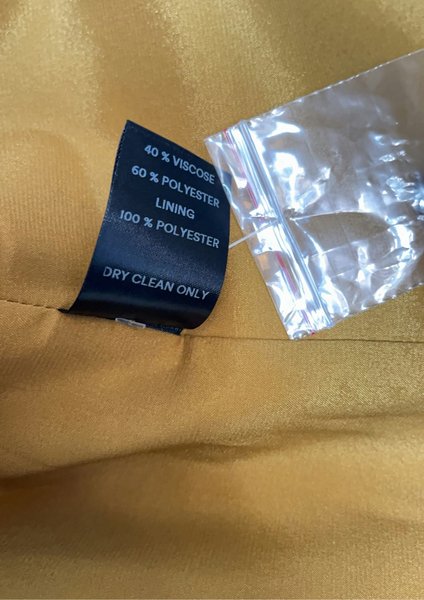 40 % VISCOSE
60 % POLYESTER
LINING
100 % POLYESTER
DRY CLEAN ONLY